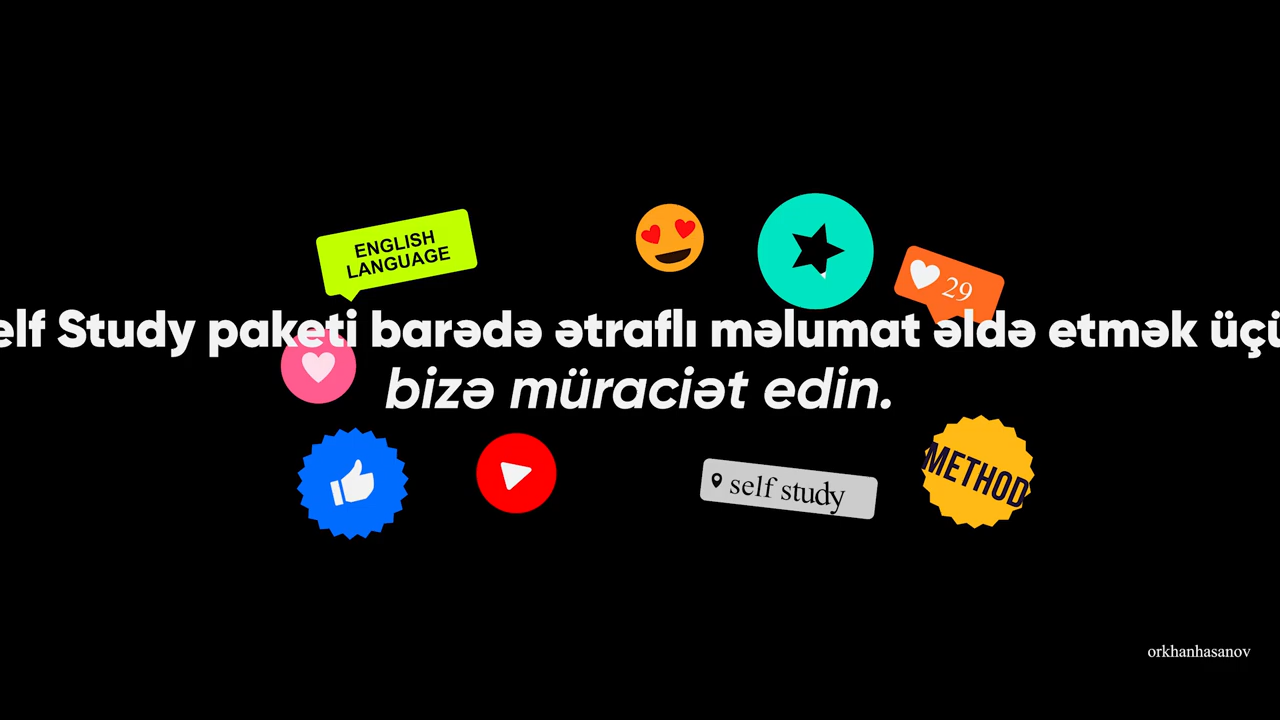 ENGLISH
LANGUAGE
29
elf Study paketi barədə ətraflı məlumat əldə etmək üçü
bizə müraciət edin.
self study
METHOD
orkhanhasanov